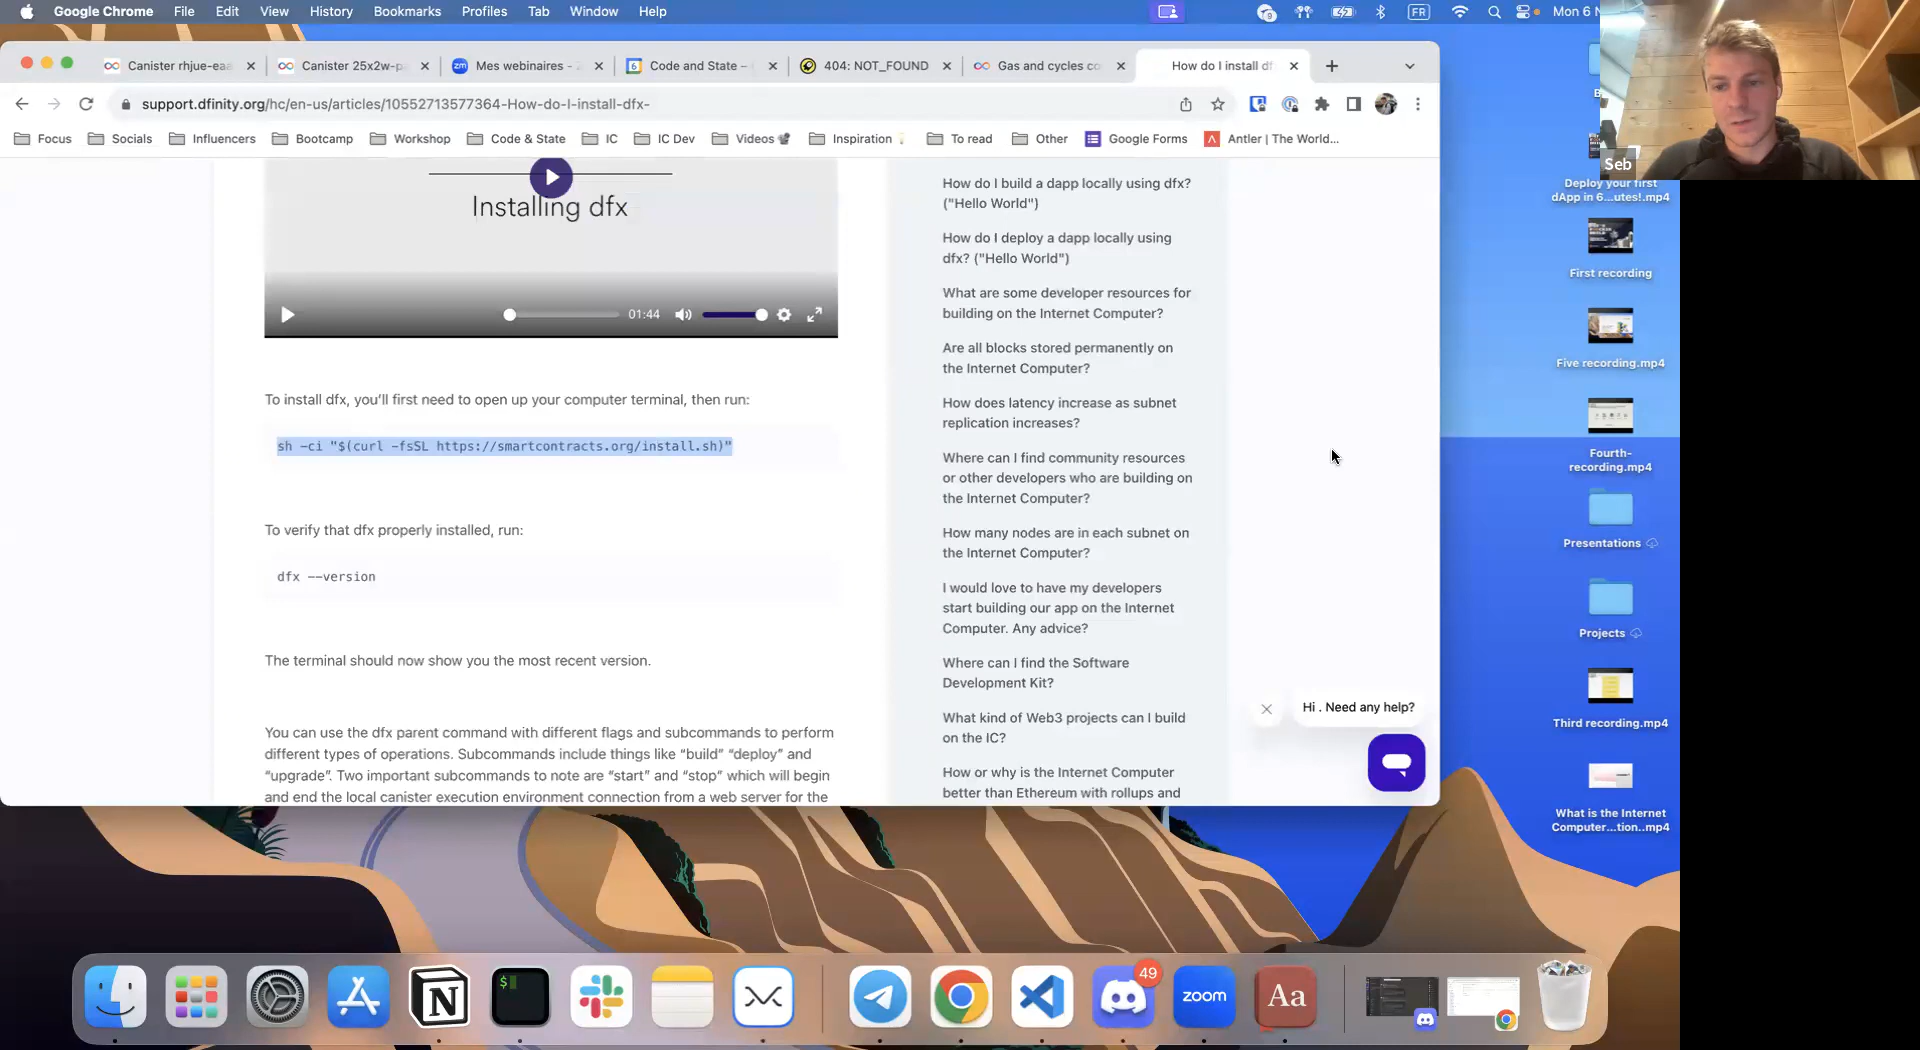 Google Chrome File Edit View History Bookmarks Profiles Tab Window Help
FR
Mon 6
Canister rhjue-eaa
Canister 25x2w-p
Mes webinaires -
6 Code and State –
404: NOT_FOUND
Gas and cycles co
How do I install df
support.dfinity.org/hc/en-us/articles/10552713577364-How-do-I-install-dfx-
Focus Socials Influencers Bootcamp Workshop Code & State IC IC Dev Videos Inspiration To read Other Google Forms Antler | The World...
Installing dfx
01:44
To install dfx, you’ll first need to open up your computer terminal, then run:
sh -ci "$(curl -fsSL https://smartcontracts.org/install.sh)"
To verify that dfx properly installed, run:
dfx --version
The terminal should now show you the most recent version.
You can use the dfx parent command with different flags and subcommands to perform
different types of operations. Subcommands include things like “build” “deploy” and
“upgrade”. Two important subcommands to note are “start” and “stop” which will begin
and end the local canister execution environment connection from a web server for the
How do I build a dapp locally using dfx?
("Hello World")
How do I deploy a dapp locally using
dfx? ("Hello World")
What are some developer resources for
building on the Internet Computer?
Are all blocks stored permanently on
the Internet Computer?
How does latency increase as subnet
replication increases?
Where can I find community resources
or other developers who are building on
the Internet Computer?
How many nodes are in each subnet on
the Internet Computer?
I would love to have my developers
start building our app on the Internet
Computer. Any advice?
Where can I find the Software
Development Kit?
What kind of Web3 projects can I build
on the IC?
How or why is the Internet Computer
better than Ethereum with rollups and
Hi . Need any help?
Seb
Deploy your first
dApp in 6...utes!.mp4
First recording
Five recording.mp4
Fourth-
recording.mp4
Presentations
Projects
Third recording.mp4
What is the Internet
Computer...tion..mp4
$
49
zoom
Aa